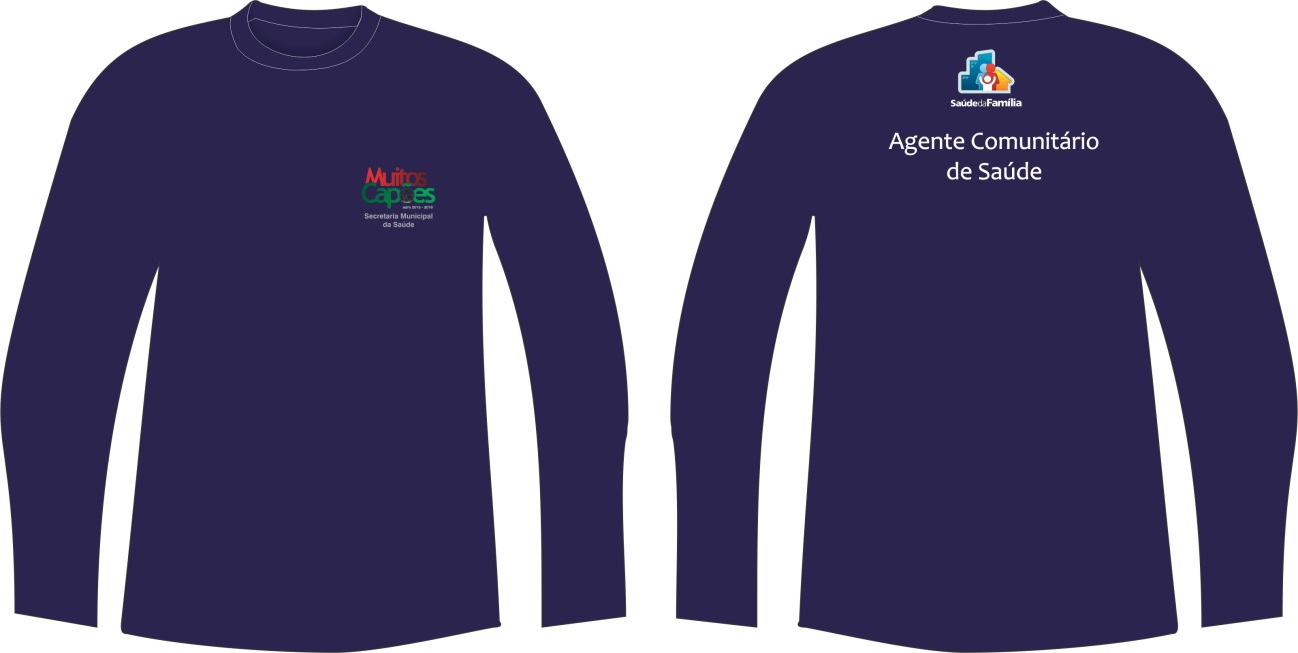 Muitos
Capões
Secretaria Municipal
da Saúde
SaúdedaFamília
Agente Comunitário
de Saúde